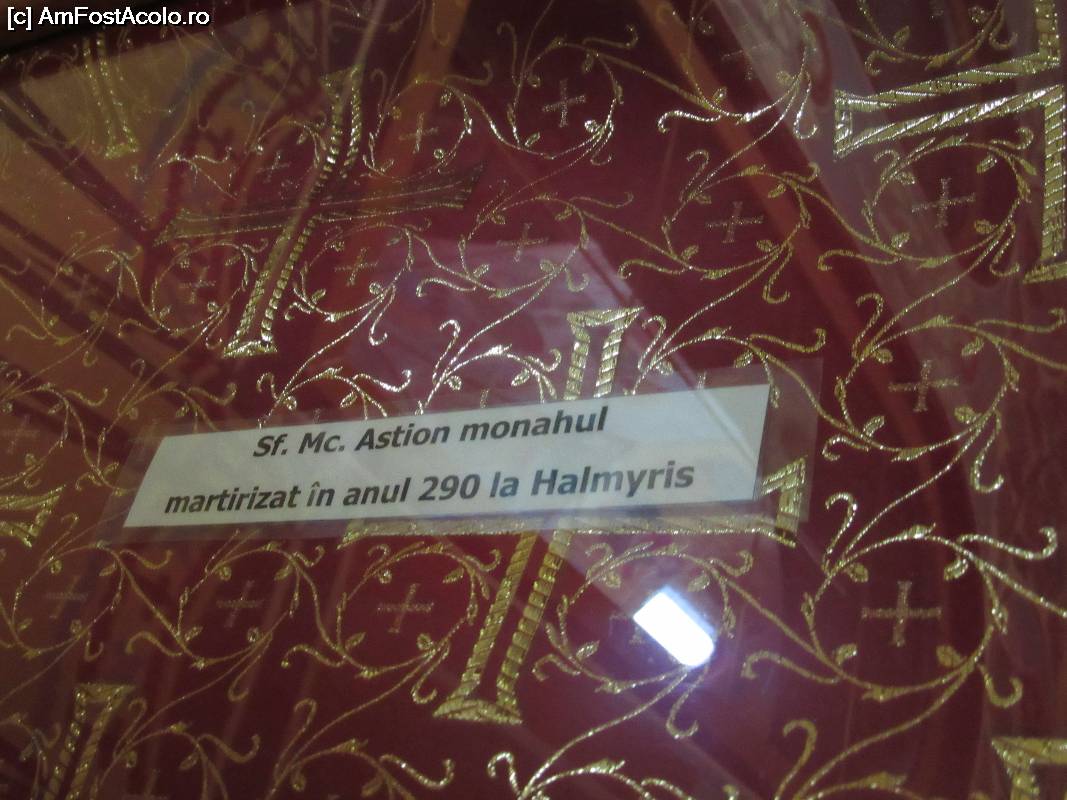 [c] AmFostAcolo.ro
Sf. Mc. Astion monahul
martirizat în anul 290 la Halmyris